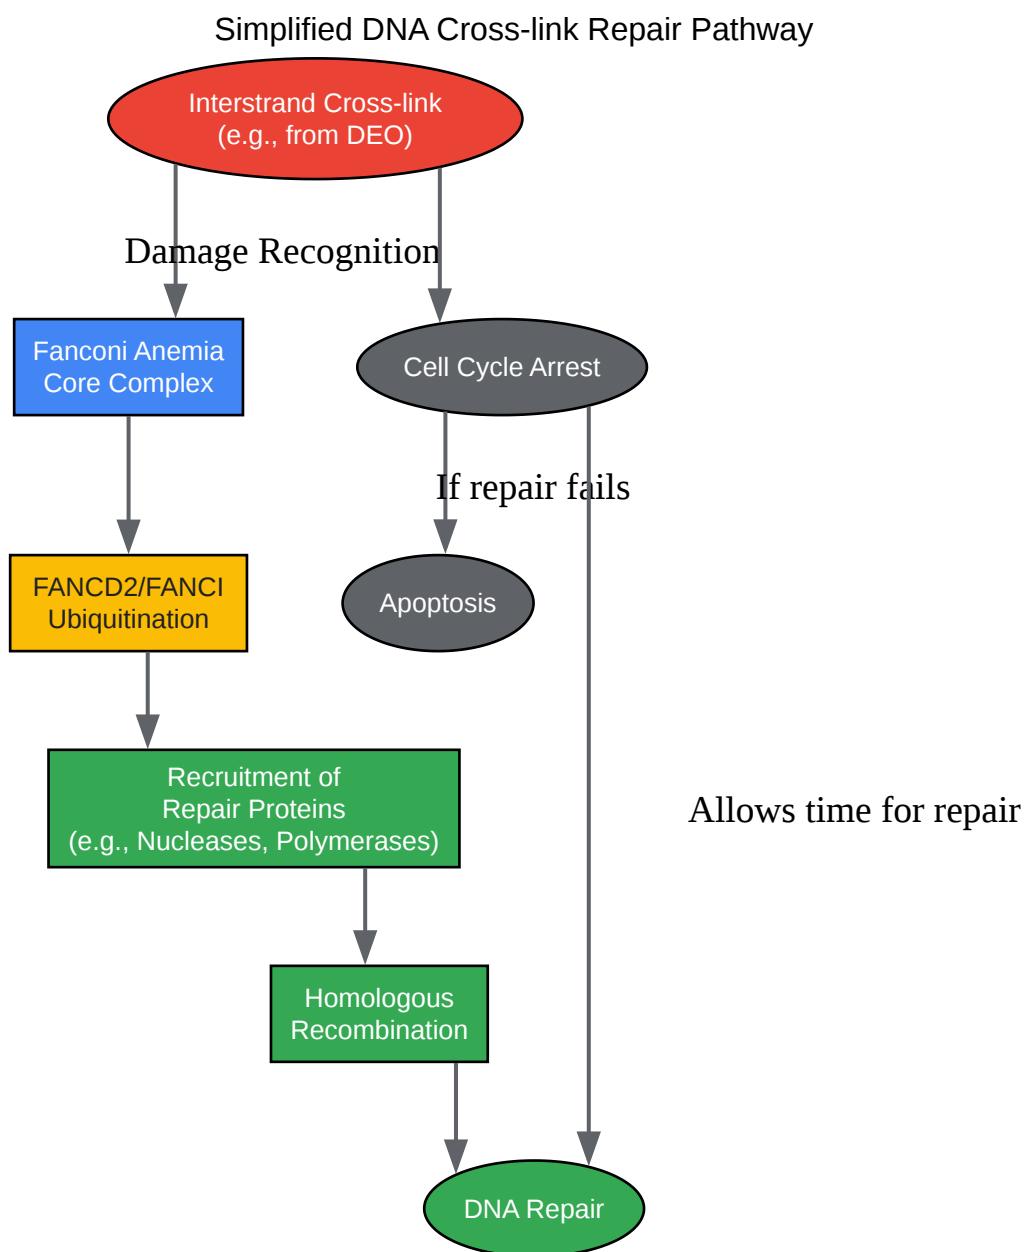 Simplified DNA Cross-link Repair Pathway
Interstrand Cross-link
(e.g., from DEO)
Damage Recognition
Fanconi Anemia
Core Complex
Cell Cycle Arrest
If repair fails
FANCD2/FANCI
Ubiquitination
Apoptosis
Recruitment of
Repair Proteins
(e.g., Nucleases, Polymerases)
Allows time for repair
Homologous
Recombination
DNA Repair